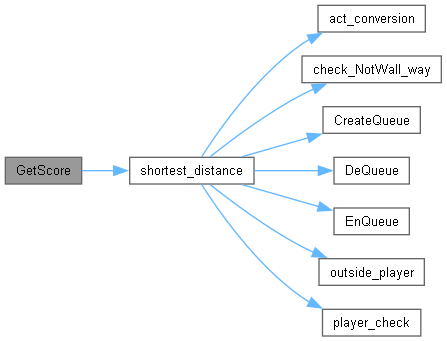 GetScore
shortest_distance
act_conversion
check_NotWall_way
CreateQueue
DeQueue
EnQueue
outside_player
player_check